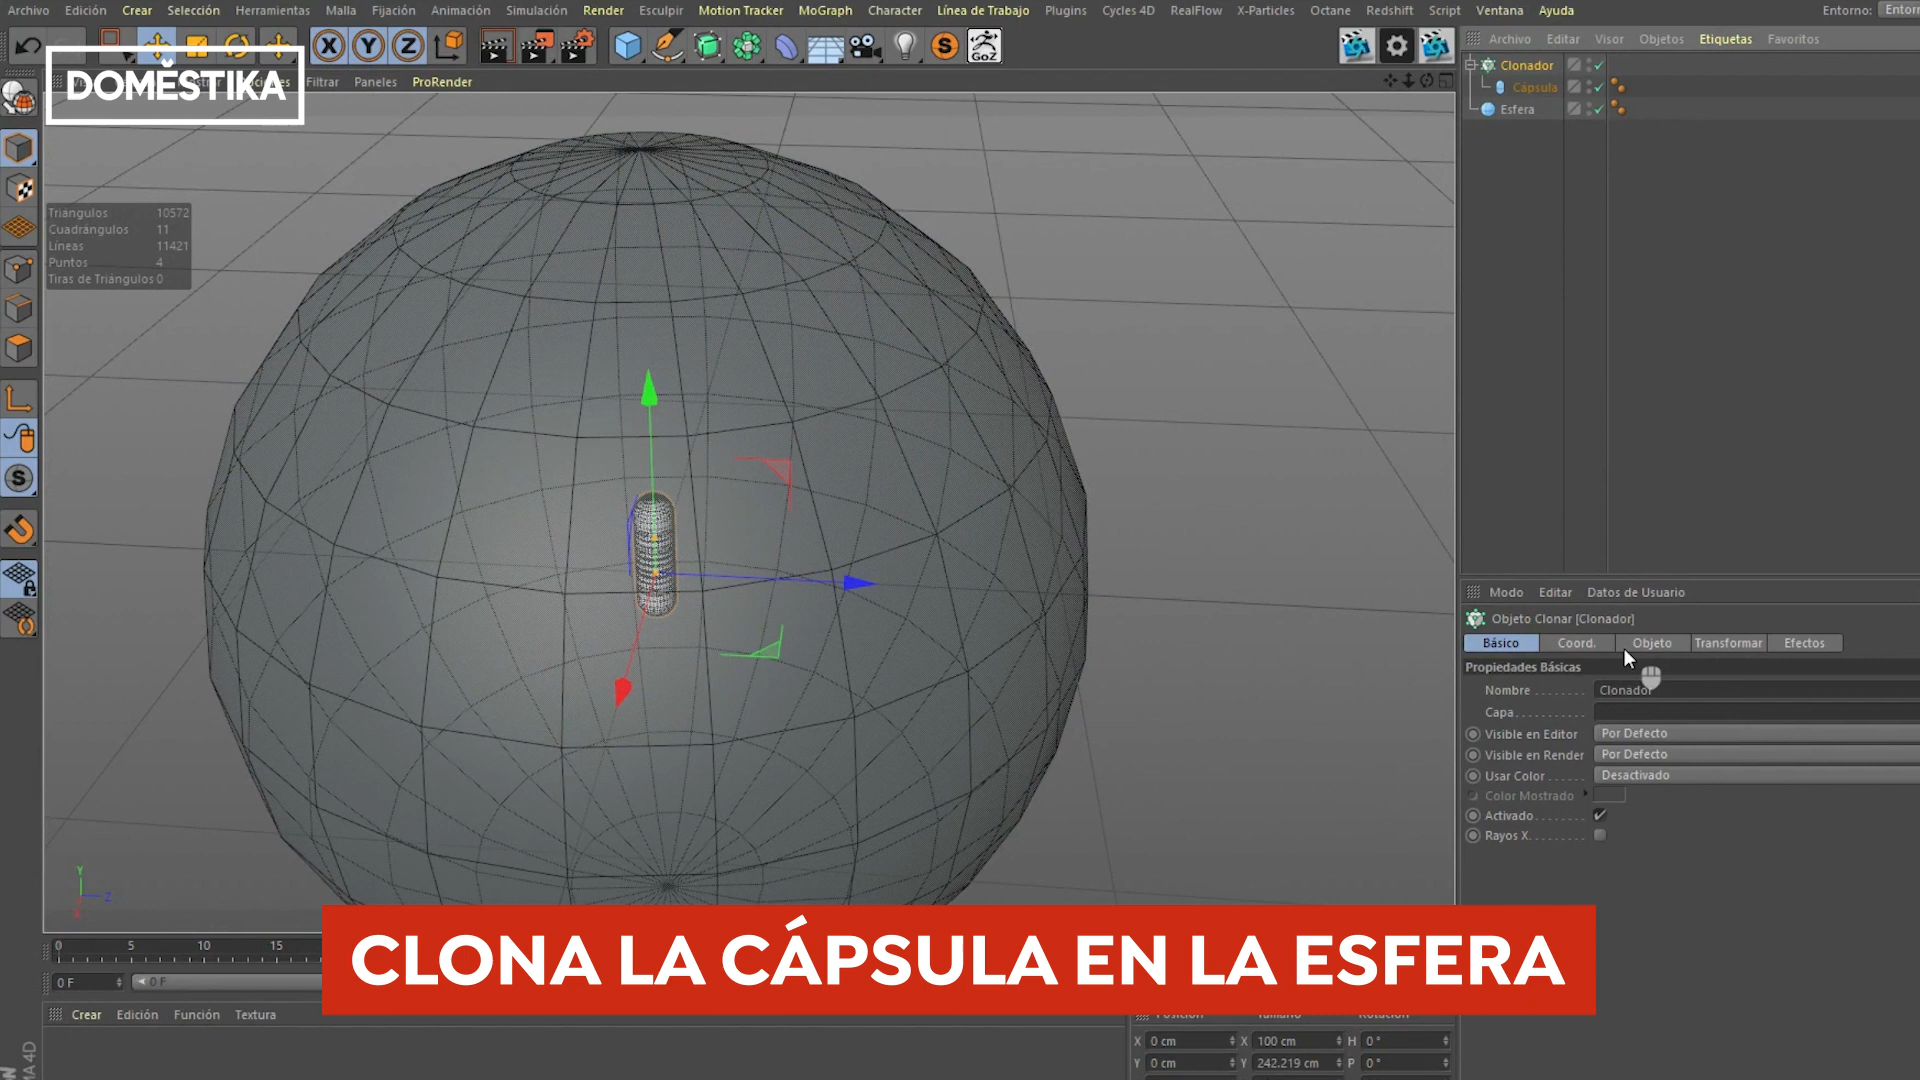 Archivo Edición Crear Selección Herramientas Malla Fijación Animación Simulación Render Esculpir Motion Tracker MoGraph Character Línea de Trabajo Plugins Cycles 4D RealFlow X-Particles Octane Redshift Script Ventana Ayuda Entorno:
X Y Z S GoZ
Archivo Editar Visor Objetos Etiquetas Favoritos
DOMESTIKA
Filtrar Paneles ProRender
Clonador
Cápsula
Esfera
Triángulos 10572
Cuadrángulos 11
Líneas 11421
Puntos 4
Tiras de Triángulos 0
S
Modo Editar Datos de Usuario
Objeto Clonar [Clonador]
Básico Coord. Objeto Transformar Efectos
Propiedades Básicas
Nombre Clonador
Capa
Visible en Editor Por Defecto
Visible en Render Por Defecto
Usar Color Desactivado
Color Mostrado
Activado
Rayos X
Y
Z
X
CLONA LA CÁPSULA EN LA ESFERA
0 5 10 15
0 F 0 F
Crear Edición Función Textura
X 0 cm X 100 cm H 0 °
Y 0 cm Y 242.219 cm P 0 °